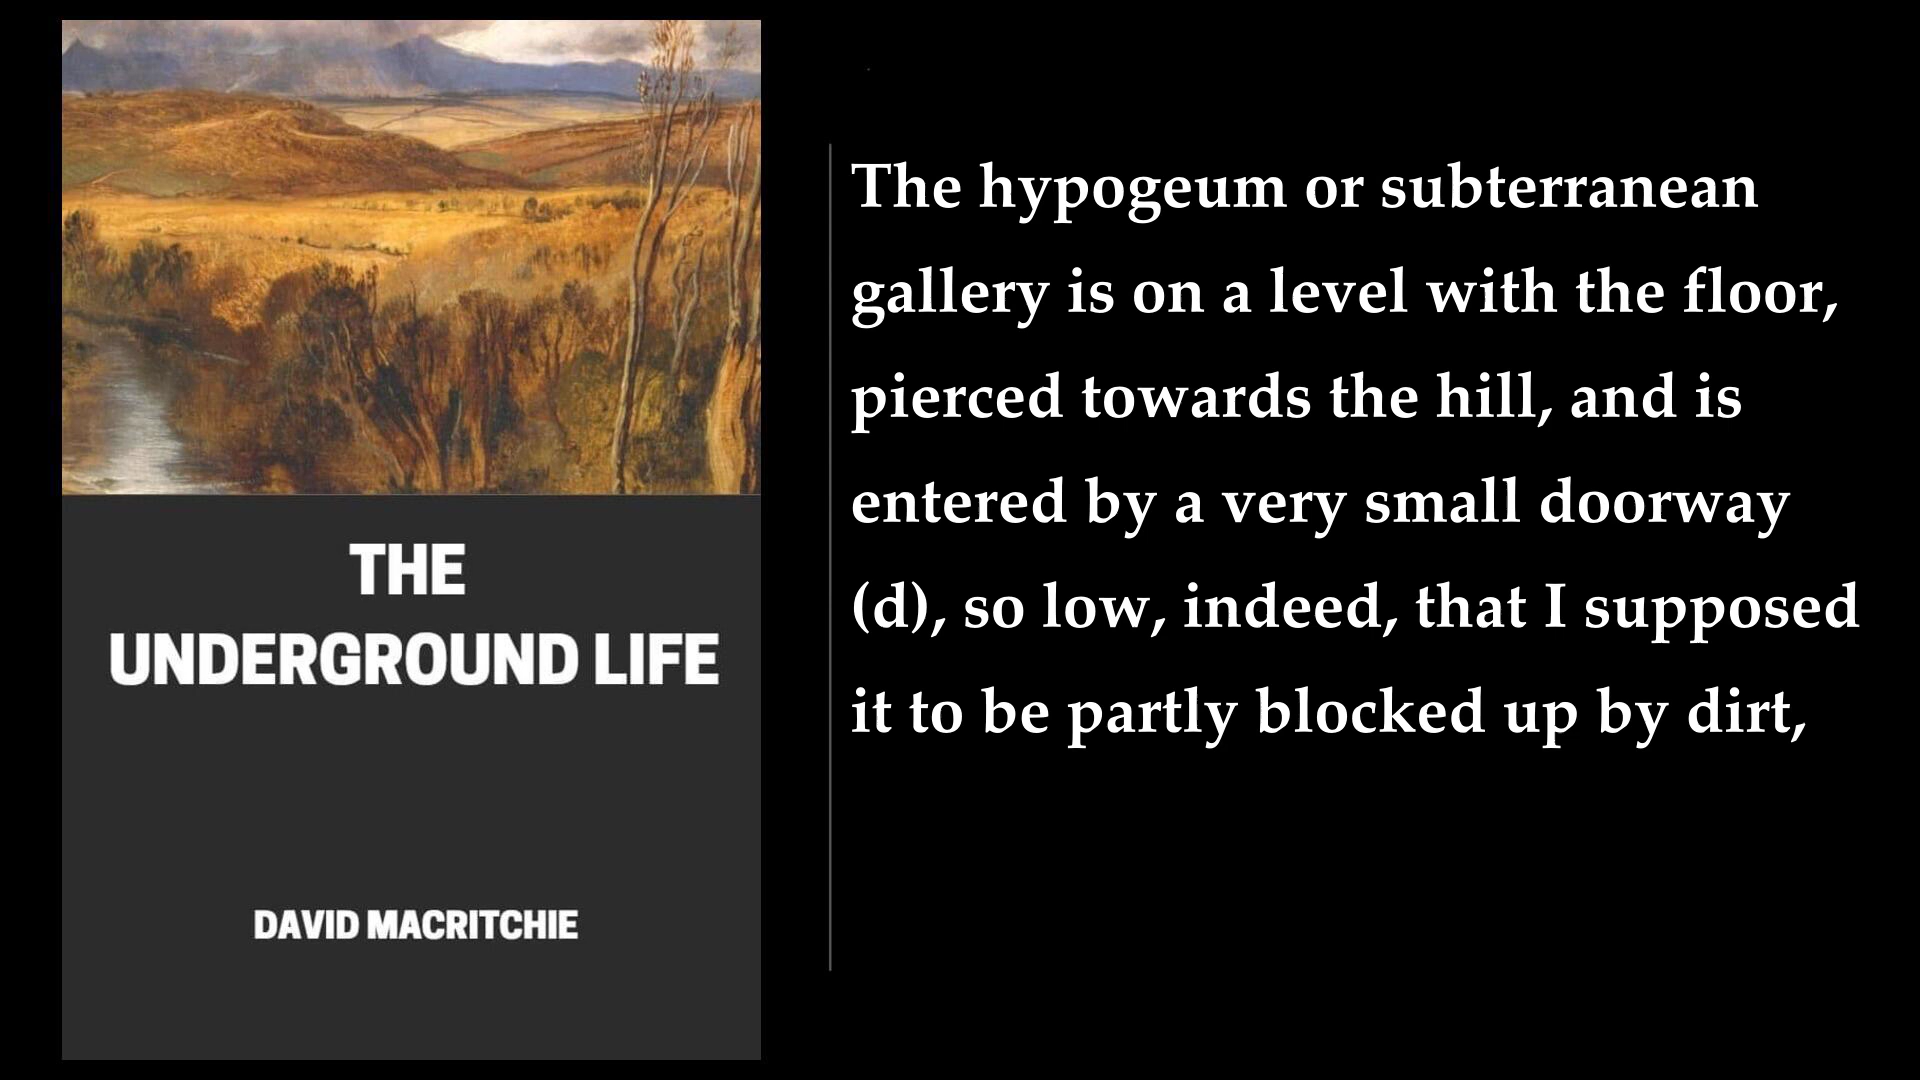 THE
UNDERGROUND LIFE
DAVID MACRITCHIE
The hypogeum or subterranean
gallery is on a level with the floor,
pierced towards the hill, and is
entered by a very small doorway
(d), so low, indeed, that I supposed
it to be partly blocked up by dirt,